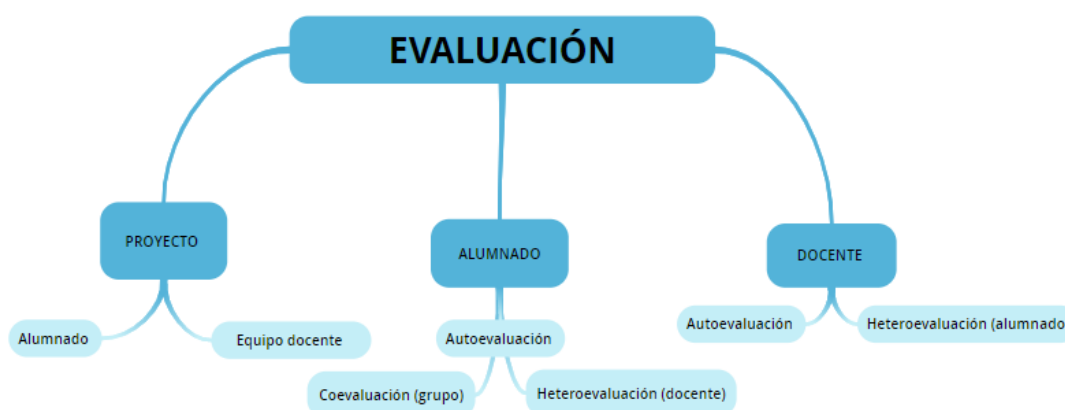 EVALUACIÓN
PROYECTO
ALUMNADO
DOCENTE
Alumnado
Equipo docente
Autoevaluación
Coevaluación (grupo)
Heteroevaluación (docente)
Autoevaluación
Heteroevaluación (alumnado